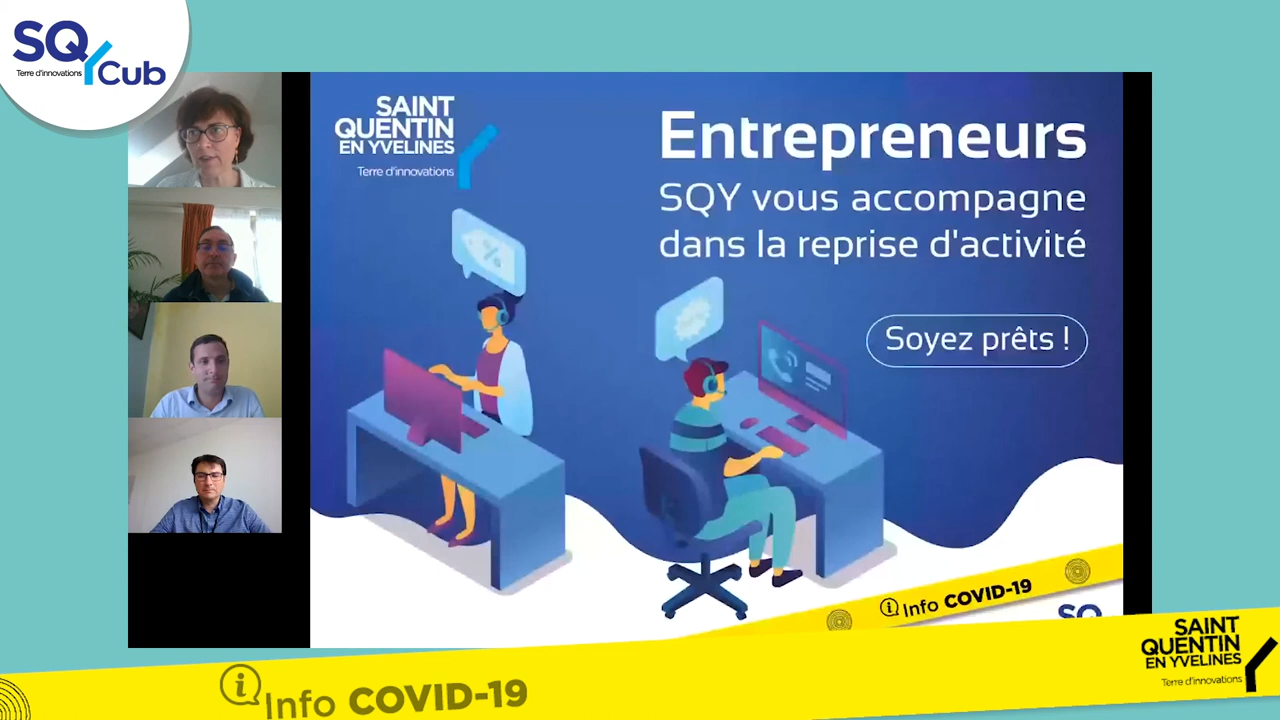 SQY Cub
Terre d'innovations
SAINT
QUENTIN
EN YVELINES
Terre d'innovations
Entrepreneurs
SQY vous accompagne
dans la reprise d'activité
%
Soyez prêts !
Info COVID-19
SQ
Info COVID-19
SAINT
QUENTIN
EN YVELINES
Terre d'innovations